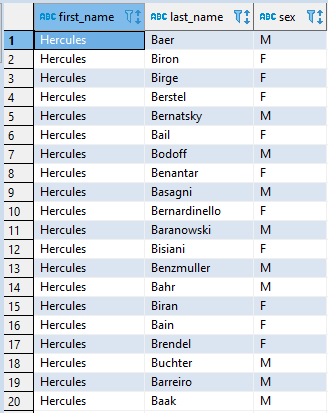 ABC first_name ABC last_name ABC sex
1 Hercules Baer M
2 Hercules Biron F
3 Hercules Birge F
4 Hercules Berstel F
5 Hercules Bernatsky M
6 Hercules Bail F
7 Hercules Bodoff M
8 Hercules Benantar F
9 Hercules Basagni M
10 Hercules Bernardinello F
11 Hercules Baranowski M
12 Hercules Bisiani F
13 Hercules Benzmuller M
14 Hercules Bahr M
15 Hercules Biran F
16 Hercules Bain F
17 Hercules Brendel F
18 Hercules Buchter M
19 Hercules Barreiro M
20 Hercules Baak M